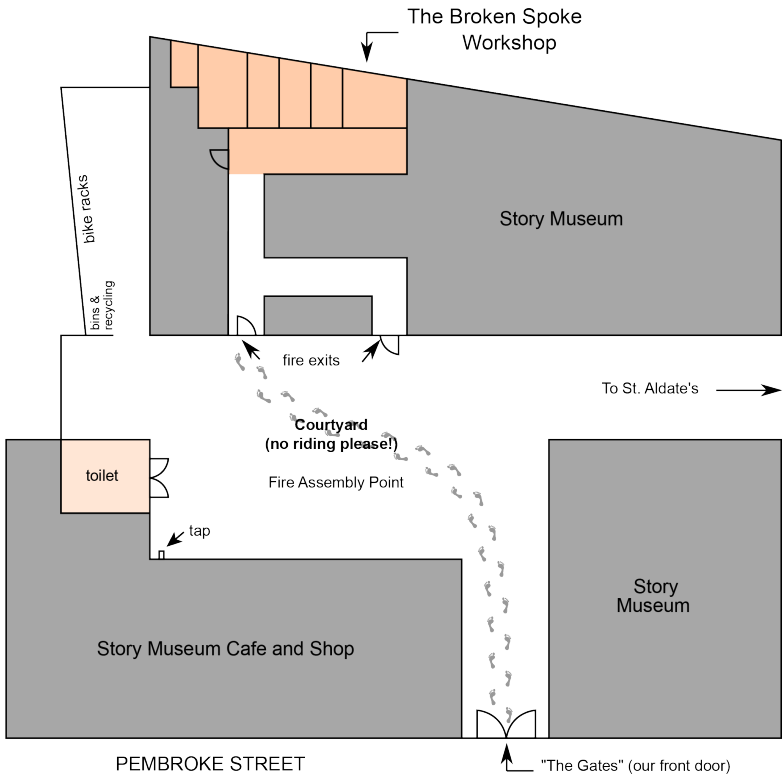 The Broken Spoke
Workshop
bike racks
Story Museum
bins &
recycling
fire exits
To St. Aldate's
Courtyard
(no riding please!)
toilet
Fire Assembly Point
tap
Story
Museum
Story Museum Cafe and Shop
PEMBROKE STREET
"The Gates" (our front door)